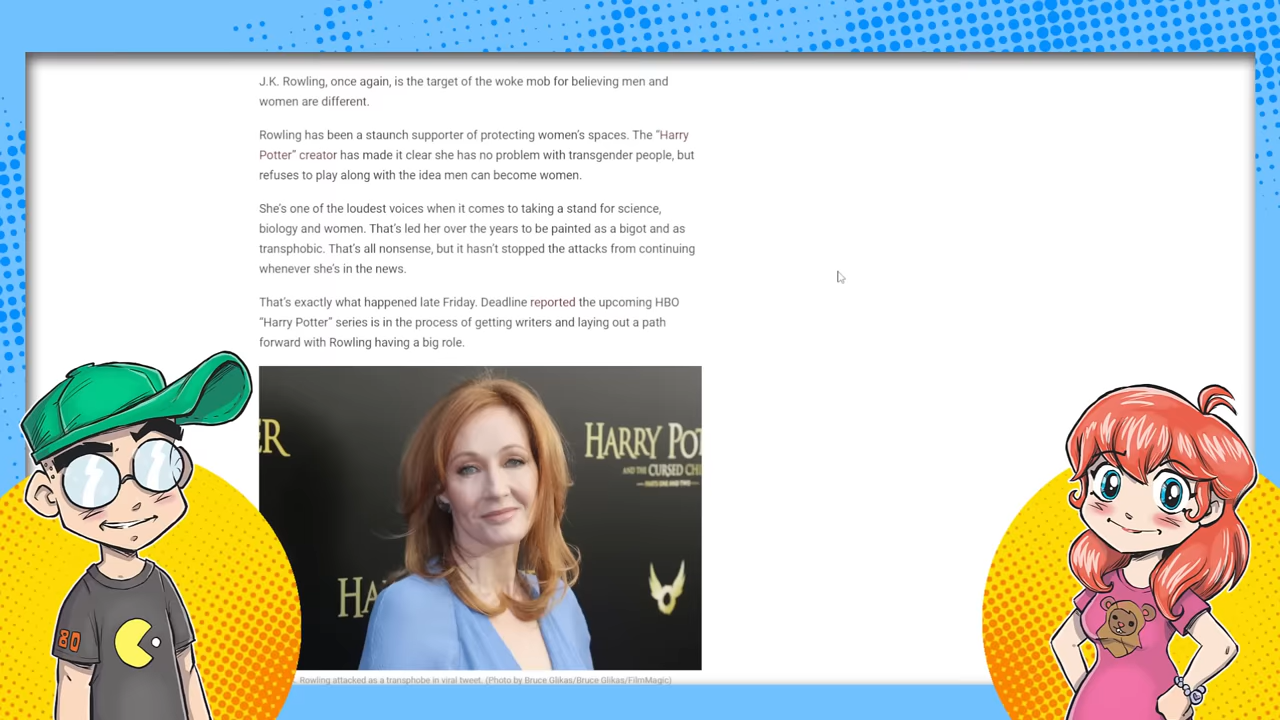 J.K. Rowling, once again, is the target of the woke mob for believing men and
women are different.
Rowling has been a staunch supporter of protecting women's spaces. The "Harry
Potter" creator has made it clear she has no problem with transgender people, but
refuses to play along with the idea men can become women.
She's one of the loudest voices when it comes to taking a stand for science,
biology and women. That's led her over the years to be painted as a bigot and as
transphobic. That's all nonsense, but it hasn't stopped the attacks from continuing
whenever she's in the news.
That's exactly what happened late Friday. Deadline reported the upcoming HBO
"Harry Potter" series is in the process of getting writers and laying out a path
forward with Rowling having a big role.
ER
HARRY PO
AND THE CURSED CHI
PARTS ONE AND TWO
HA
80
Rowling attacked as a transphobe in viral tweet. (Photo by Bruce Glikas/Bruce Glikas/FilmMagic)